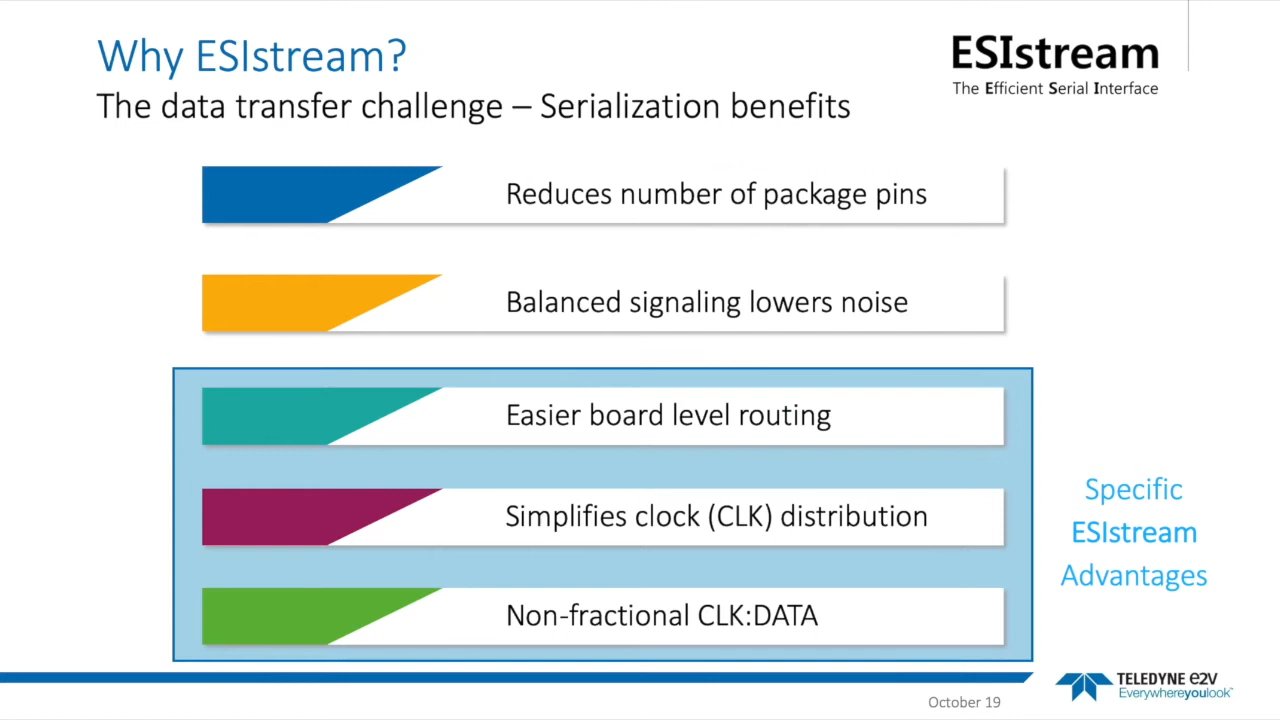 Why ESIstream?
The data transfer challenge – Serialization benefits
ESIstream
The Efficient Serial Interface
Reduces number of package pins
Balanced signaling lowers noise
Easier board level routing
Simplifies clock (CLK) distribution
Non-fractional CLK:DATA
Specific
ESIstream
Advantages
October 19
TELEDYNE e2v
Everywhereyoulook™